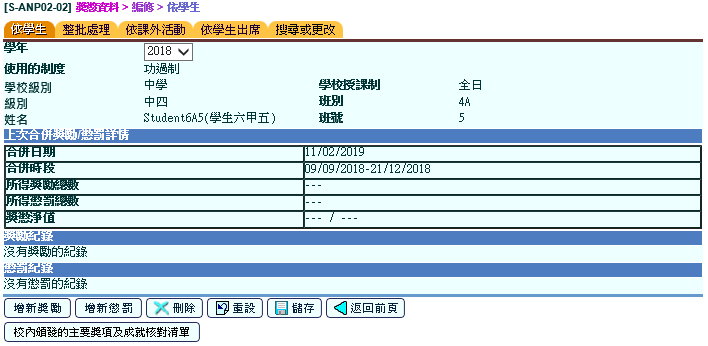 [S-ANP02-02] 獎懲資料 > 編修 > 依學生
依學生 整批處理 依課外活動 依學生出席 搜尋或更改
學年 2018
使用的制度 功過制
學校級別 中學 學校授課制 全日
級別 中四 班別 4A
姓名 Student6A5(學生六甲五) 班號 5
上次合併獎勵/懲罰詳情
合併日期 11/02/2019
合併時段 09/09/2018-21/12/2018
所得獎勵總數 ---
所得懲罰總數 ---
獎懲淨值 --- / ---
獎勵紀錄
沒有獎勵的紀錄
懲罰紀錄
沒有懲罰的紀錄
增新獎勵 增新懲罰 刪除 重設 儲存 返回前頁
校內頒發的主要獎項及成就核對清單